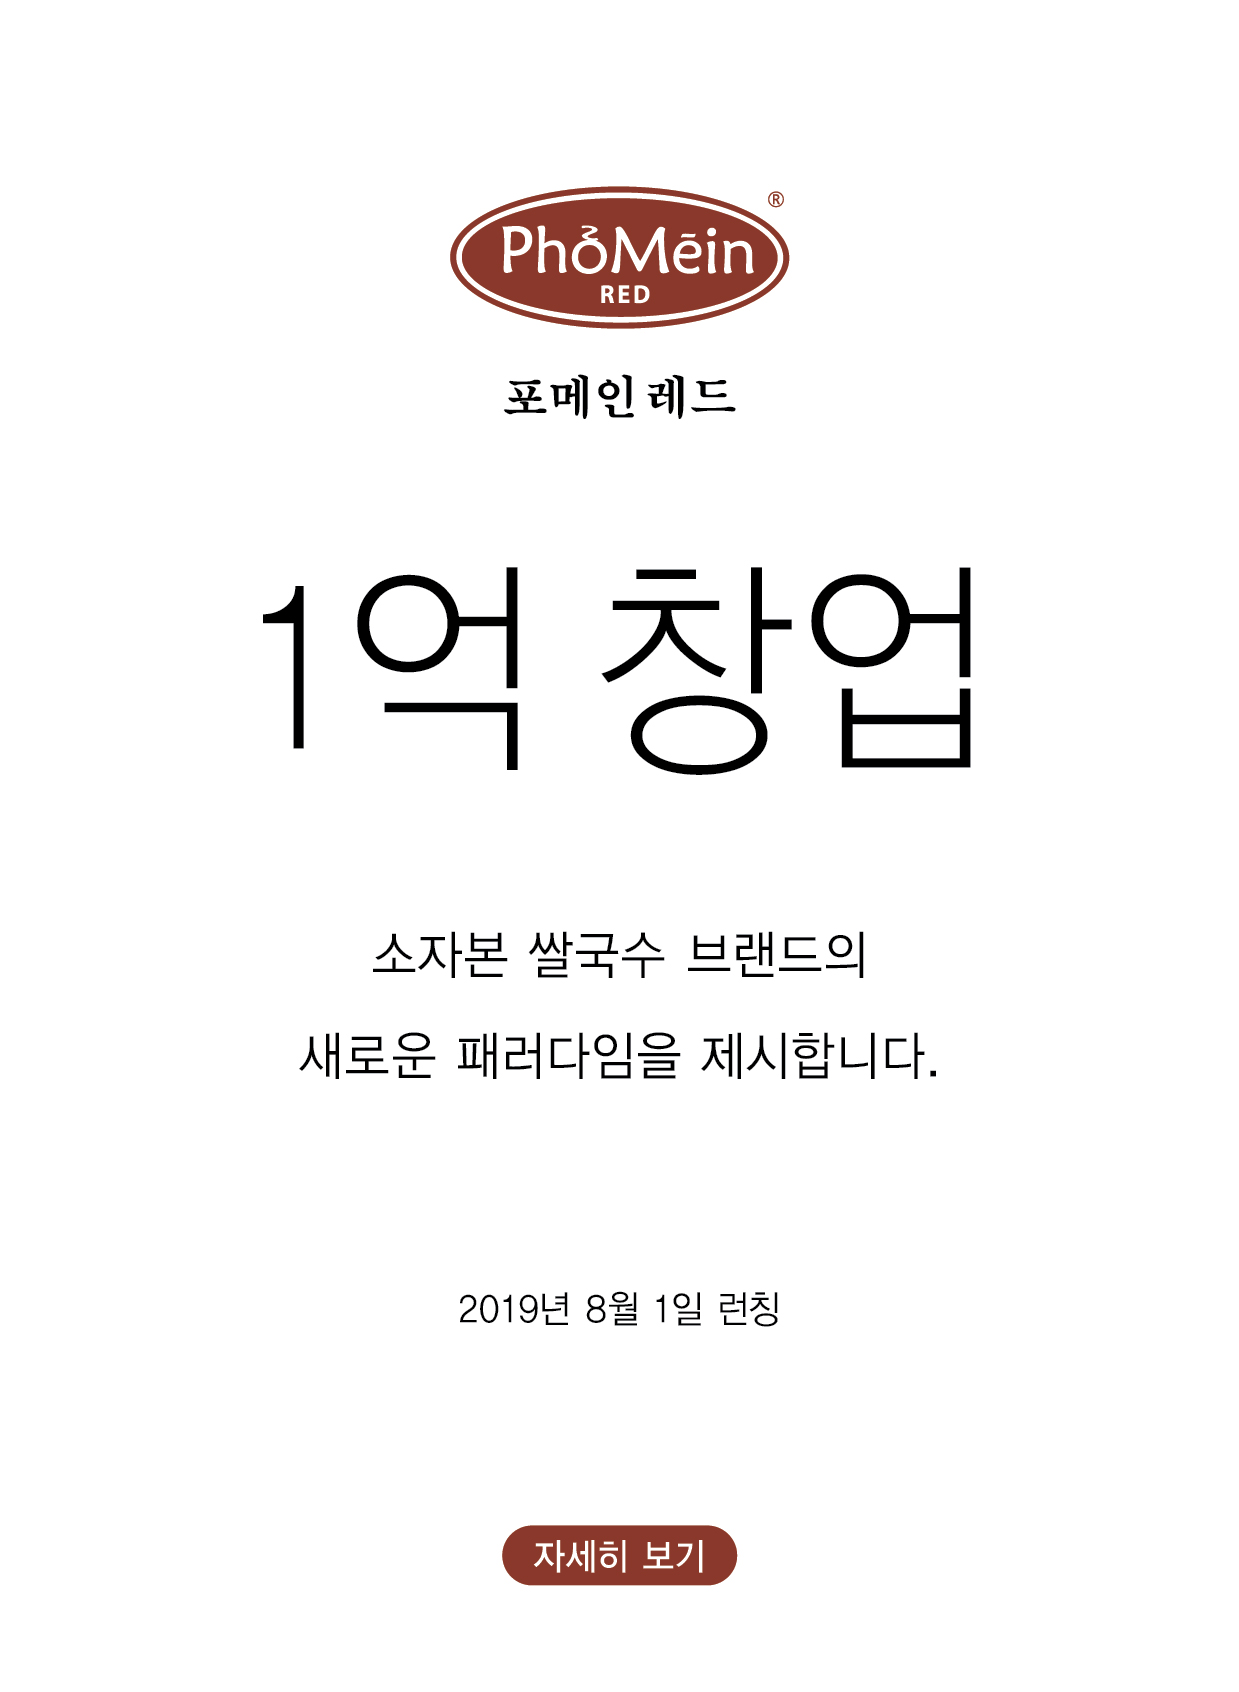 PhởMēin®
RED
포메인 레드
1억 창업
소자본 쌀국수 브랜드의
새로운 패러다임을 제시합니다.
2019년 8월 1일 런칭
자세히 보기